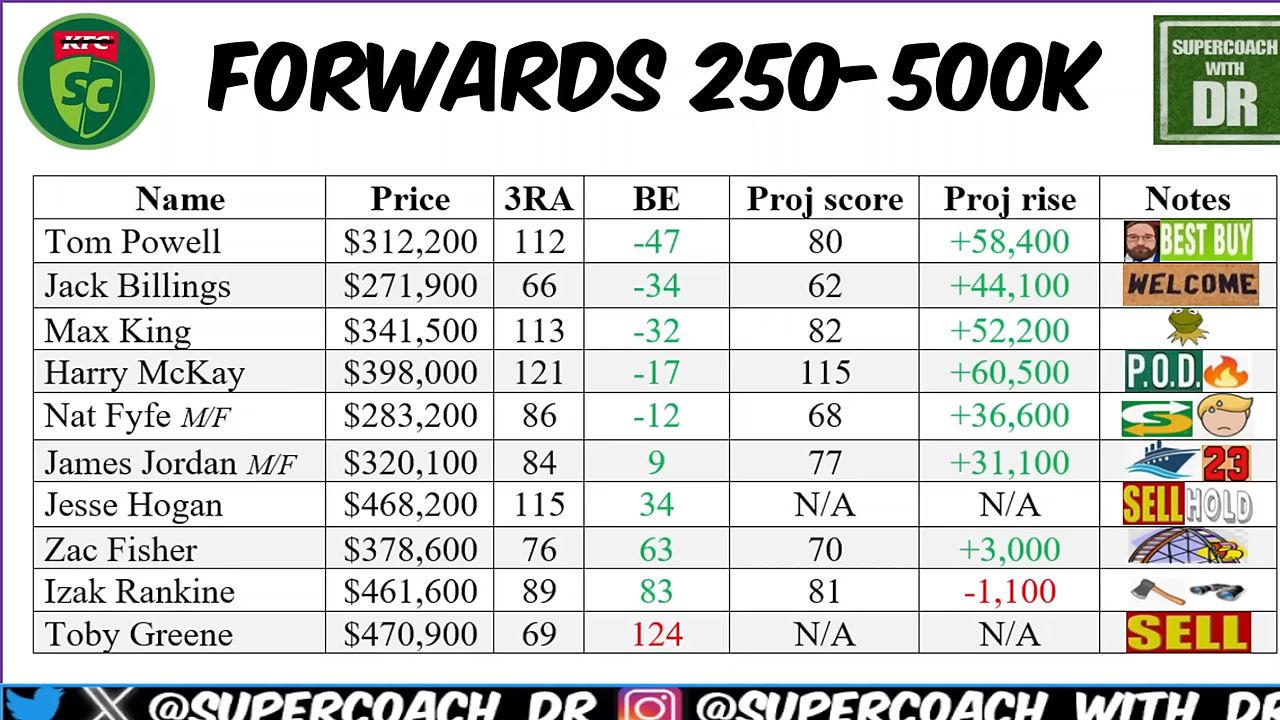 KFC
SC
FORWARDS 250-500K
SUPERCOACH
WITH
DR
Name Price 3RA BE Proj score Proj rise Notes
Tom Powell $312,200 112 -47 80 +58,400 BEST BUY
Jack Billings $271,900 66 -34 62 +44,100 WELCOME
Max King $341,500 113 -32 82 +52,200
Harry McKay $398,000 121 -17 115 +60,500 P.O.D.
Nat Fyfe M/F $283,200 86 -12 68 +36,600 S
James Jordan M/F $320,100 84 9 77 +31,100 23
Jesse Hogan $468,200 115 34 N/A N/A SELL HOLD
Zac Fisher $378,600 76 63 70 +3,000
Izak Rankine $461,600 89 83 81 -1,100
Toby Greene $470,900 69 124 N/A N/A SELL
@SUPERCOACH_DR @SUPERCOACH_WITH_DR